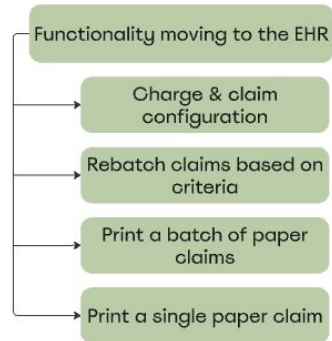 Functionality moving to the EHR
Charge & claim
configuration
Rebatch claims based on
criteria
Print a batch of paper
claims
Print a single paper claim